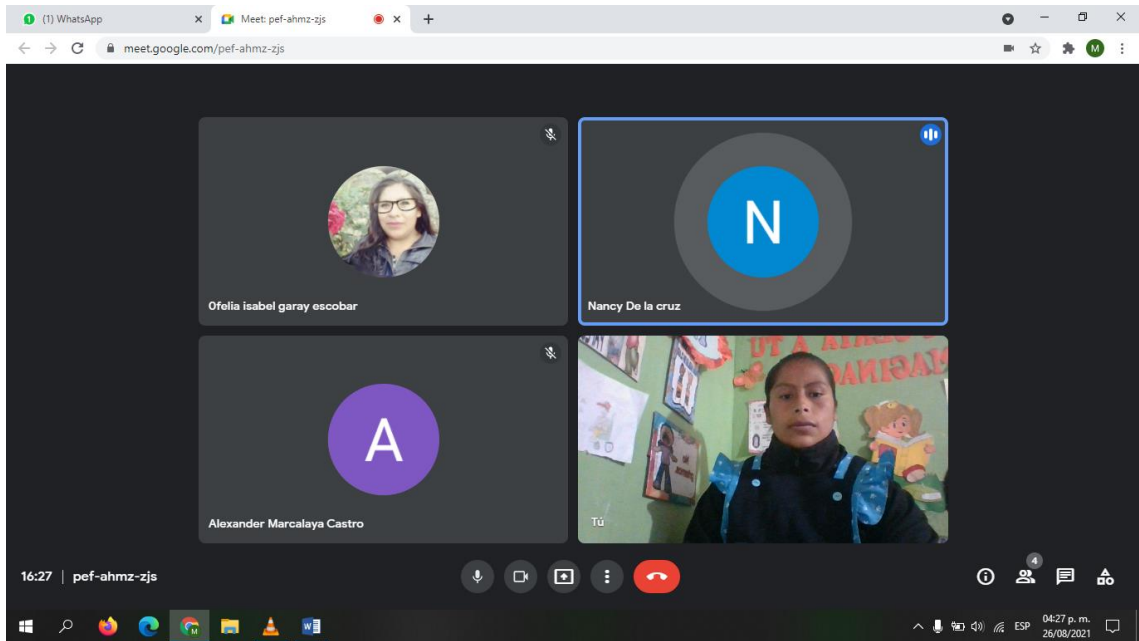 (1) WhatsApp
Meet: pef-ahmz-zjs
meet.google.com/pef-ahmz-zjs
M
N
Ofelia isabel garay escobar
Nancy De la cruz
A
Alexander Marcalaya Castro
Tú
16:27 | pef-ahmz-zjs
4
ESP
04:27 p. m.
26/08/2021